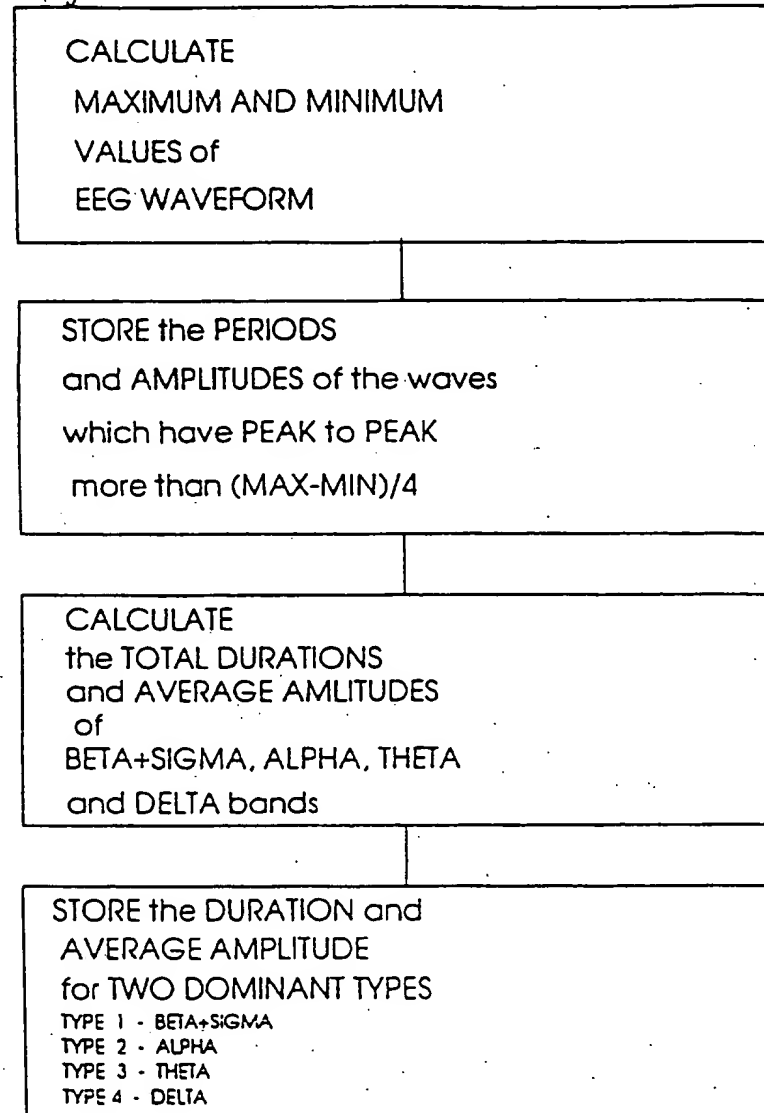 CALCULATE
MAXIMUM AND MINIMUM
VALUES of
EEG WAVEFORM
STORE the PERIODS
and AMPLITUDES of the waves
which have PEAK to PEAK
more than (MAX-MIN)/4
CALCULATE
the TOTAL DURATIONS
and AVERAGE AMLITUDES
of
BETA+SIGMA, ALPHA, THETA
and DELTA bands
STORE the DURATION and
AVERAGE AMPLITUDE
for TWO DOMINANT TYPES
TYPE 1 - BETA+SIGMA
TYPE 2 - ALPHA
TYPE 3 - THETA
TYPE 4 - DELTA